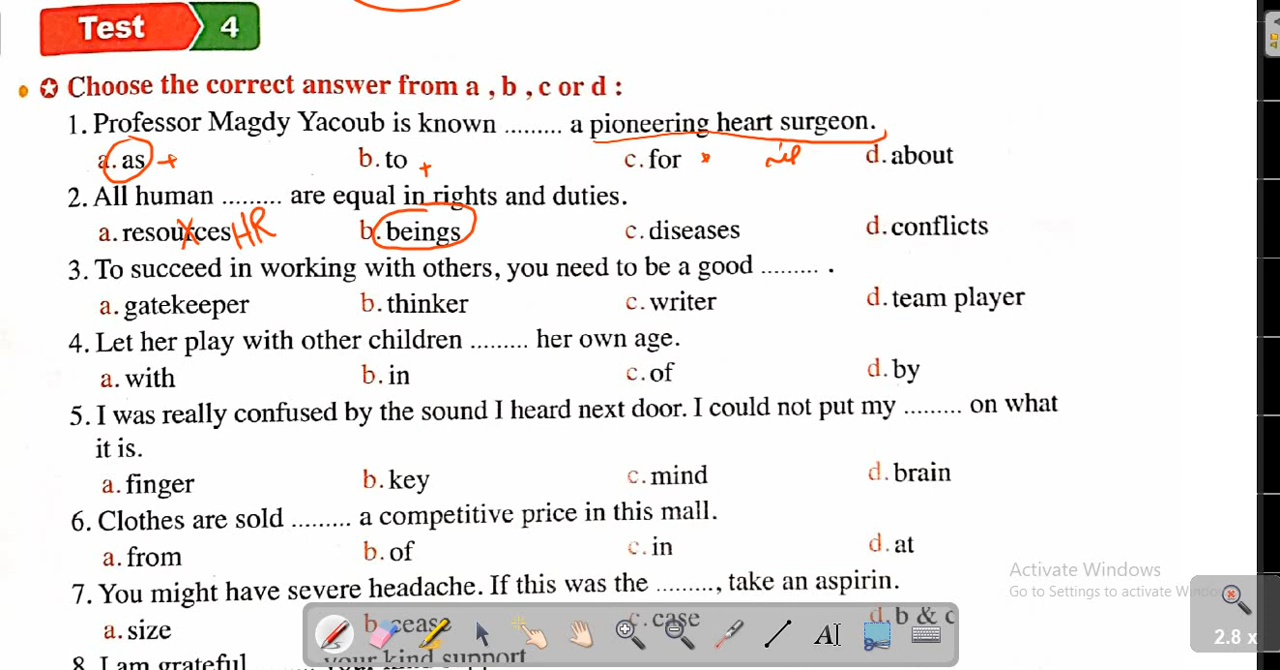 Test 4
Choose the correct answer from a , b , c or d :
1. Professor Magdy Yacoub is known ......... a pioneering heart surgeon.
a. as b. to c. for d. about
2. All human ......... are equal in rights and duties.
a. resources HR b. beings c. diseases d. conflicts
3. To succeed in working with others, you need to be a good ......... .
a. gatekeeper b. thinker c. writer d. team player
4. Let her play with other children ......... her own age.
a. with b. in c. of d. by
5. I was really confused by the sound I heard next door. I could not put my ......... on what
it is.
a. finger b. key c. mind d. brain
6. Clothes are sold ......... a competitive price in this mall.
a. from b. of c. in d. at
Activate Windows
Go to Settings to activate
7. You might have severe headache. If this was the ........., take an aspirin.
a. size b. cease c. case d. b & c
2.8 x
8. I am grateful your kind support